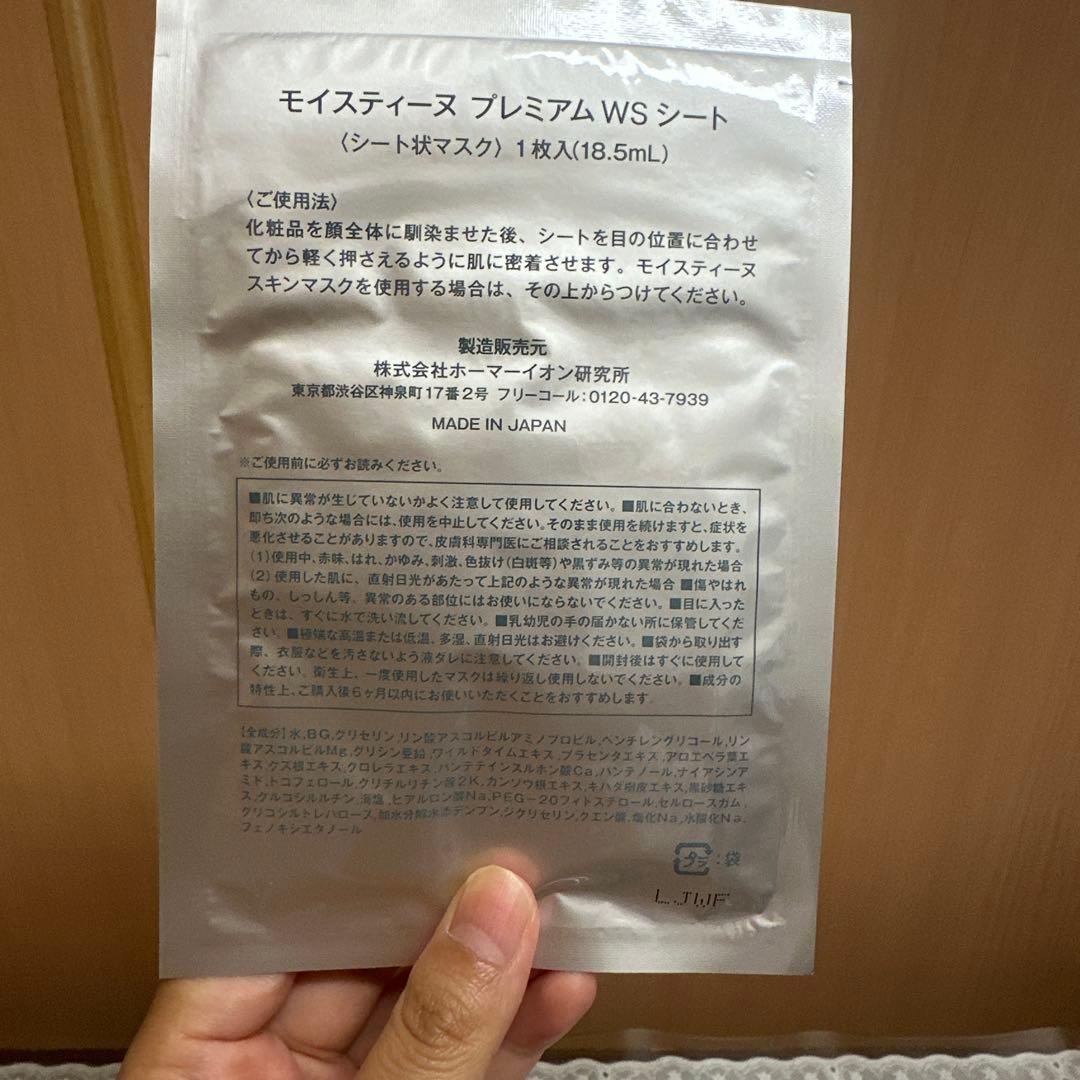 モイスティーヌ プレミアム WS シート
〈シート状マスク〉 1枚入(18.5mL)
〈ご使用法〉
化粧品を顔全体に馴染ませた後、シートを目の位置に合わせ
てから軽く押さえるように肌に密着させます。モイスティーヌ
スキンマスクを使用する場合は、その上からつけてください。
製造販売元
株式会社ホーマーイオン研究所
東京都渋谷区神泉町17番2号 フリーコール:0120-43-7939
MADE IN JAPAN
※ご使用前に必ずお読みください。
■肌に異常が生じていないかよく注意して使用してください。■肌に合わないとき、
即ち次のような場合には、使用を中止してください。そのまま使用を続けますと、症状を
悪化させることがありますので、皮膚科専門医にご相談されることをおすすめします。
(1)使用中、赤味、はれ、かゆみ、刺激、色抜け(白斑等)や黒ずみ等の異常が現れた場合
(2)使用した肌に、直射日光があたって上記のような異常が現れた場合 ■傷やはれ
もの、しっしん等、異常のある部位にはお使いにならないでください。■目に入った
ときは、すぐに水で洗い流してください。■乳幼児の手の届かない所に保管してくだ
さい。■極端な高温または低温、多湿、直射日光はお避けください。■袋から取り出す
際、衣服などを汚さないよう液ダレに注意してください。■開封後はすぐに使用して
ください。衛生上、一度使用したマスクは繰り返し使用しないでください。■成分の
特性上、ご購入後6ヶ月以内にお使いいただくことをおすすめします。
【全成分】水,BG,グリセリン,リン酸アスコルビルアミノプロピル,ペンチレングリコール,リン
酸アスコルビルMg,グリシン亜鉛,ワイルドタイムエキス,プラセンタエキス,アロエベラ葉エ
キス,クズ根エキス,クロレラエキス,パンテテインスルホン酸Ca,パンテノール,ナイアシンア
ミド,トコフェロール,グリチルリチン酸2K,カンゾウ根エキス,キハダ樹皮エキス,黒砂糖エキ
ス,グルコシルルチン,海塩,ヒアルロン酸Na,PEG-20フィトステロール,セルロースガム,
グリコシルトレハロース,加水分解水添デンプン,ジグリセリン,クエン酸,塩化Na,水酸化Na,
フェノキシエタノール
プラ:袋